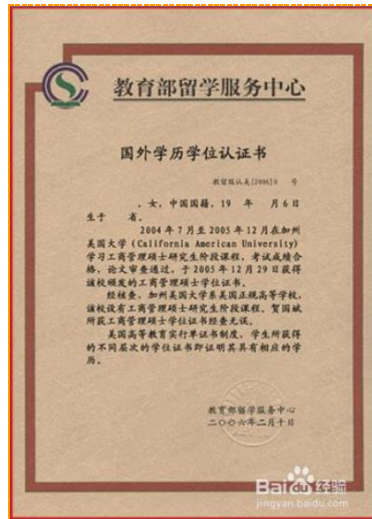 教育部留学服务中心
国外学历学位认证书
教留服认美[2006]0 号
，女，中国国籍，19 年 月6日
生于 省。
2004年7月至2005年12月在加州
美国大学（California American University）
学习工商管理硕士研究生阶段课程，考试成绩合
格，论文审查通过，于2005年12月29日获得
该校颁发的工商管理硕士学位证书。
经核查，加州美国大学系美国正规高等学校，
该校设有工商管理硕士研究生阶段课程。贺国斌
所获工商管理硕士学位证书经查无误。
美国高等教育实行单证书制度，学生所获得
的不同层次的学位证书即证明其具有相应的学
历。
教育部留学服务中心
二〇〇六年二月十日
Baidu经验
jingyan.baidu.com